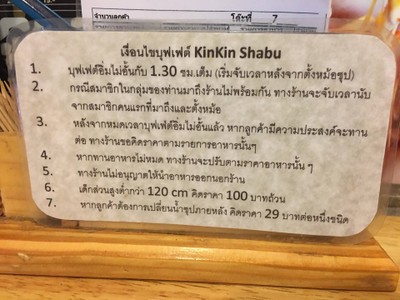 จำนวนลูกค้า โต๊ะที่ 7
เงื่อนไขบุฟเฟต์ KinKin Shabu
1. บุฟเฟต์อิ่มไม่อั้นกับ 1.30 ชม.เต็ม (เริ่มจับเวลาหลังจากตั้งหม้อซุป)
2. กรณีสมาชิกในกลุ่มของท่านมาถึงร้านไม่พร้อมกัน ทางร้านจะจับเวลานับ
จากสมาชิกคนแรกที่มาถึงและตั้งหม้อ
3. หลังจากหมดเวลาบุฟเฟต์อิ่มไม่อั้นแล้ว หากลูกค้ามีความประสงค์จะทาน
ต่อ ทางร้านขอคิดราคาตามรายการอาหารนั้นๆ
4. หากทานอาหารไม่หมด ทางร้านจะปรับตามราคาอาหารนั้น ๆ
5. ทางร้านไม่อนุญาตให้นำอาหารออกนอกร้าน
6. เด็กส่วนสูงต่ำกว่า 120 cm คิดราคา 100 บาทถ้วน
7. หากลูกค้าต้องการเปลี่ยนน้ำซุปภายหลัง คิดราคา 29 บาทต่อหนึ่งชนิด